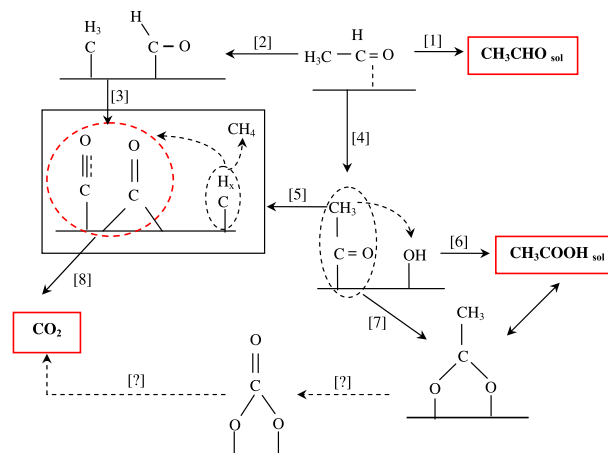 H₃
C
H
C
O
[2]
H
H₃C
C
O
[1]
CH₃CHO sol
[3]
[4]
O
C
O
C
CH₄
Hₓ
C
[5]
CH₃
C
O
OH
[6]
CH₃COOH sol
[8]
[7]
CO₂
CH₃
C
O
O
O
C
O
O
[?]
[?]